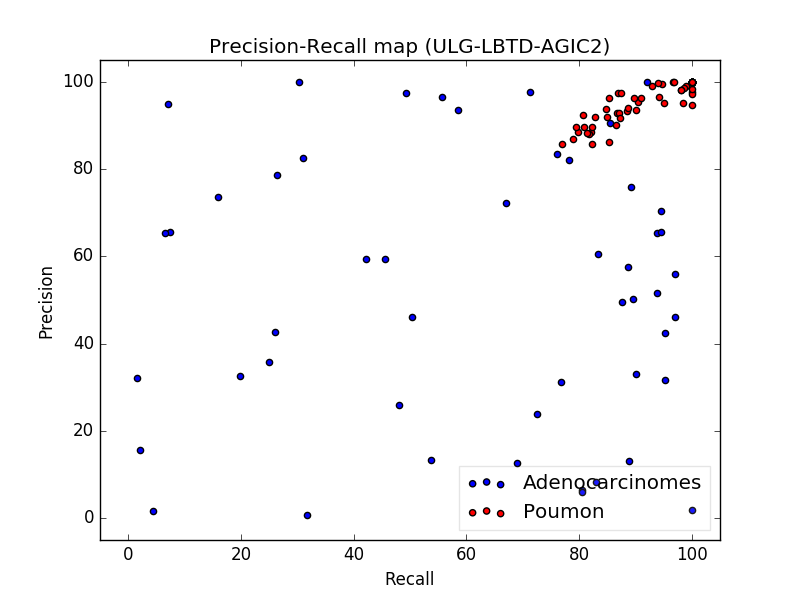 Precision-Recall map (ULG-LBTD-AGIC2)
100
80
60
40
20
0
Precision
Adenocarcinomes
Poumon
0 20 40 60 80 100
Recall